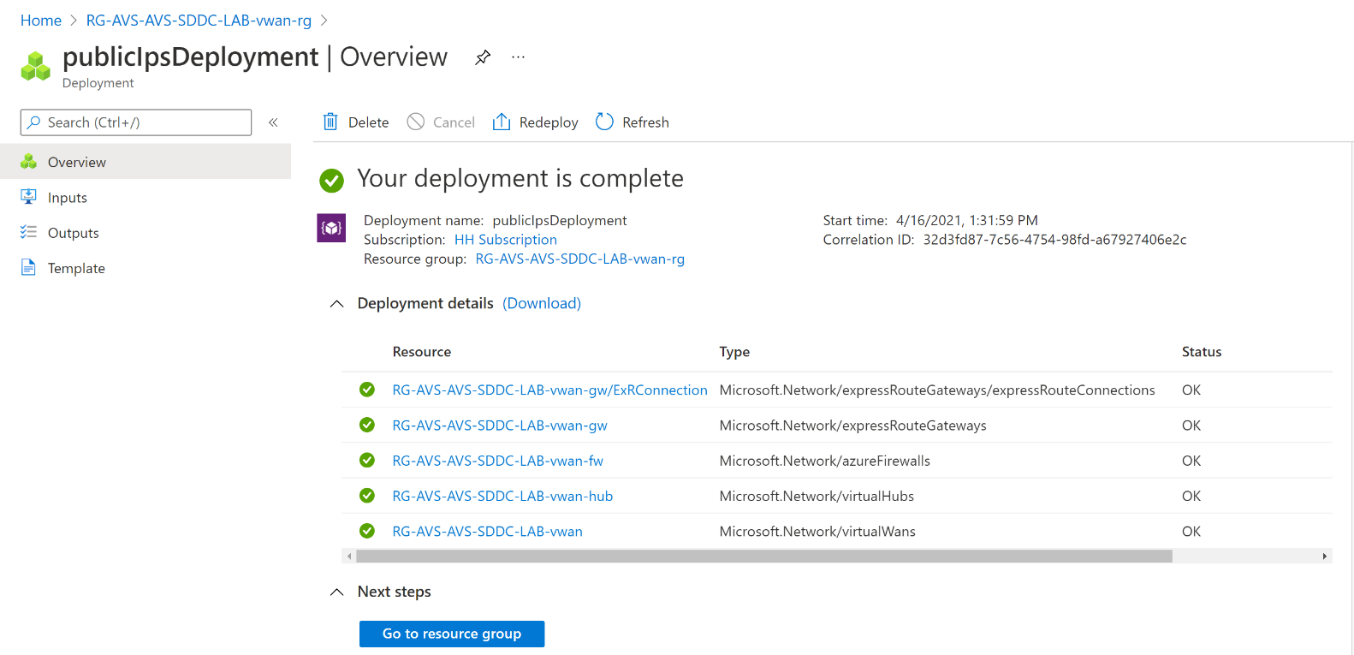 Home > RG-AVS-AVS-SDDC-LAB-vwan-rg >
publicIpsDeployment | Overview ...
Deployment
Search (Ctrl+/) «
Delete Cancel Redeploy Refresh
Overview
Inputs
Outputs
Template
Your deployment is complete
Deployment name: publicIpsDeployment Start time: 4/16/2021, 1:31:59 PM
Subscription: HH Subscription Correlation ID: 32d3fd87-7c56-4754-98fd-a67927406e2c
Resource group: RG-AVS-AVS-SDDC-LAB-vwan-rg
Deployment details (Download)
Resource Type Status
RG-AVS-AVS-SDDC-LAB-vwan-gw/ExRConnection Microsoft.Network/expressRouteGateways/expressRouteConnections OK
RG-AVS-AVS-SDDC-LAB-vwan-gw Microsoft.Network/expressRouteGateways OK
RG-AVS-AVS-SDDC-LAB-vwan-fw Microsoft.Network/azureFirewalls OK
RG-AVS-AVS-SDDC-LAB-vwan-hub Microsoft.Network/virtualHubs OK
RG-AVS-AVS-SDDC-LAB-vwan Microsoft.Network/virtualWans OK
Next steps
Go to resource group